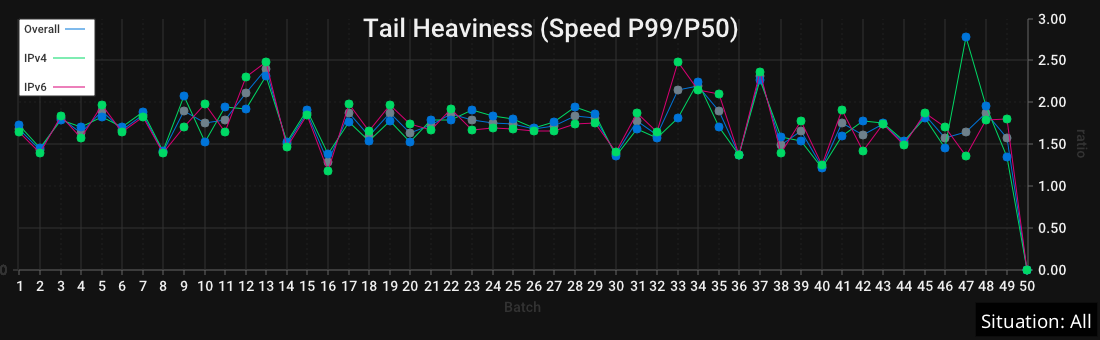 Tail Heaviness (Speed P99/P50)
Overall
IPv4
IPv6
3.00
2.50
2.00
1.50
1.00
0.50
0.00
ratio
0
1 2 3 4 5 6 7 8 9 10 11 12 13 14 15 16 17 18 19 20 21 22 23 24 25 26 27 28 29 30 31 32 33 34 35 36 37 38 39 40 41 42 43 44 45 46 47 48 49 50
Batch
Situation: All